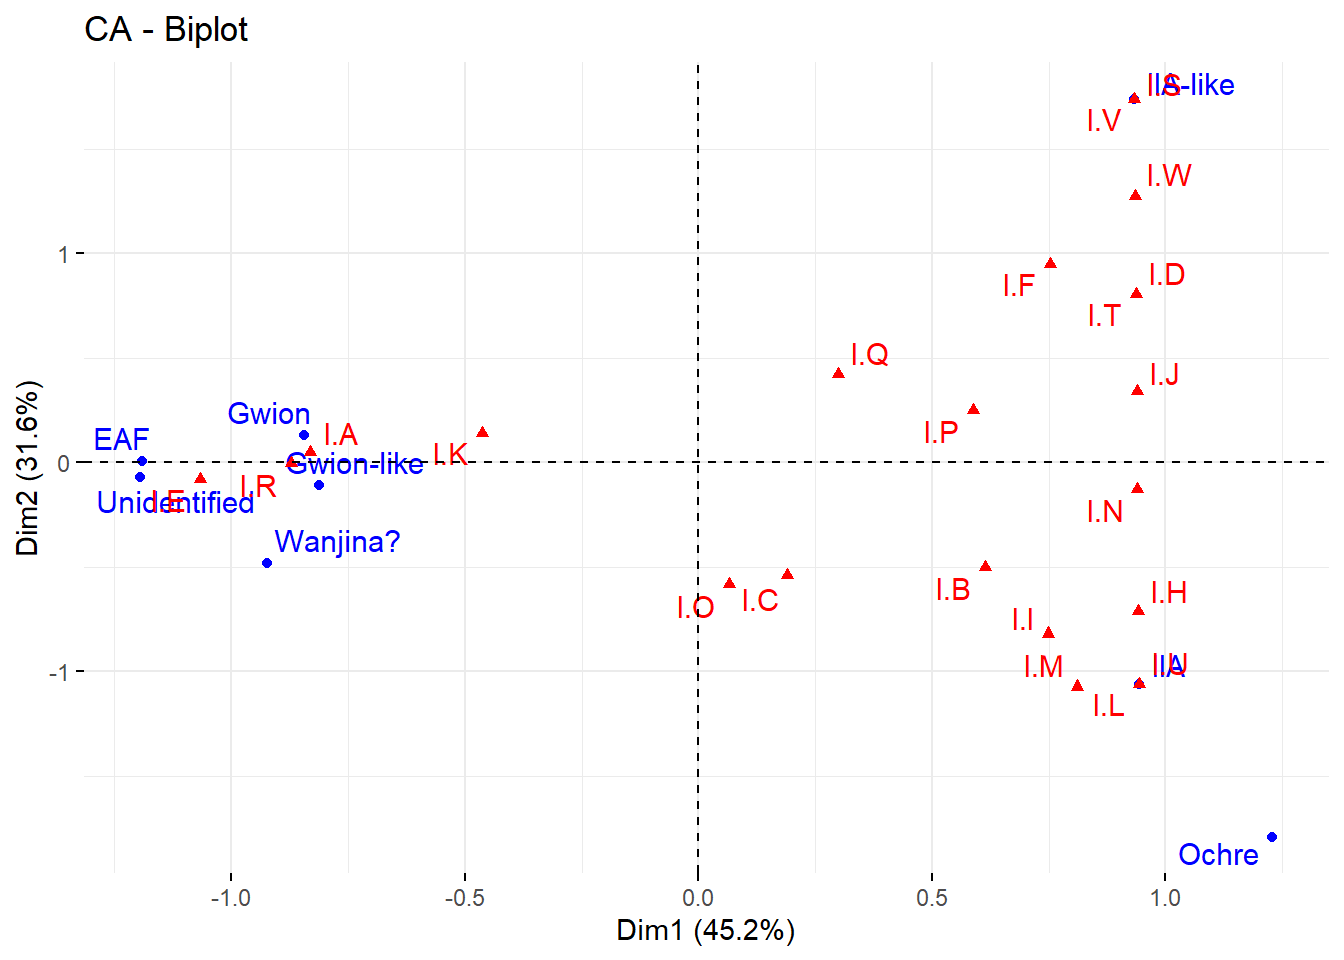 CA - Biplot
IIA-like
I.S
I.V
I.W
I.D
I.F
I.T
I.Q
I.J
I.P
Gwion
EAF
I.A
I.K
Gwion-like
I.R
I.E
Unidentified
I.N
Wanjina?
I.B
I.H
I.C
I.O
I.I
I.M
IIA
I.U
I.L
Ochre
1
0
-1
Dim2 (31.6%)
-1.0
-0.5
0.0
0.5
1.0
Dim1 (45.2%)